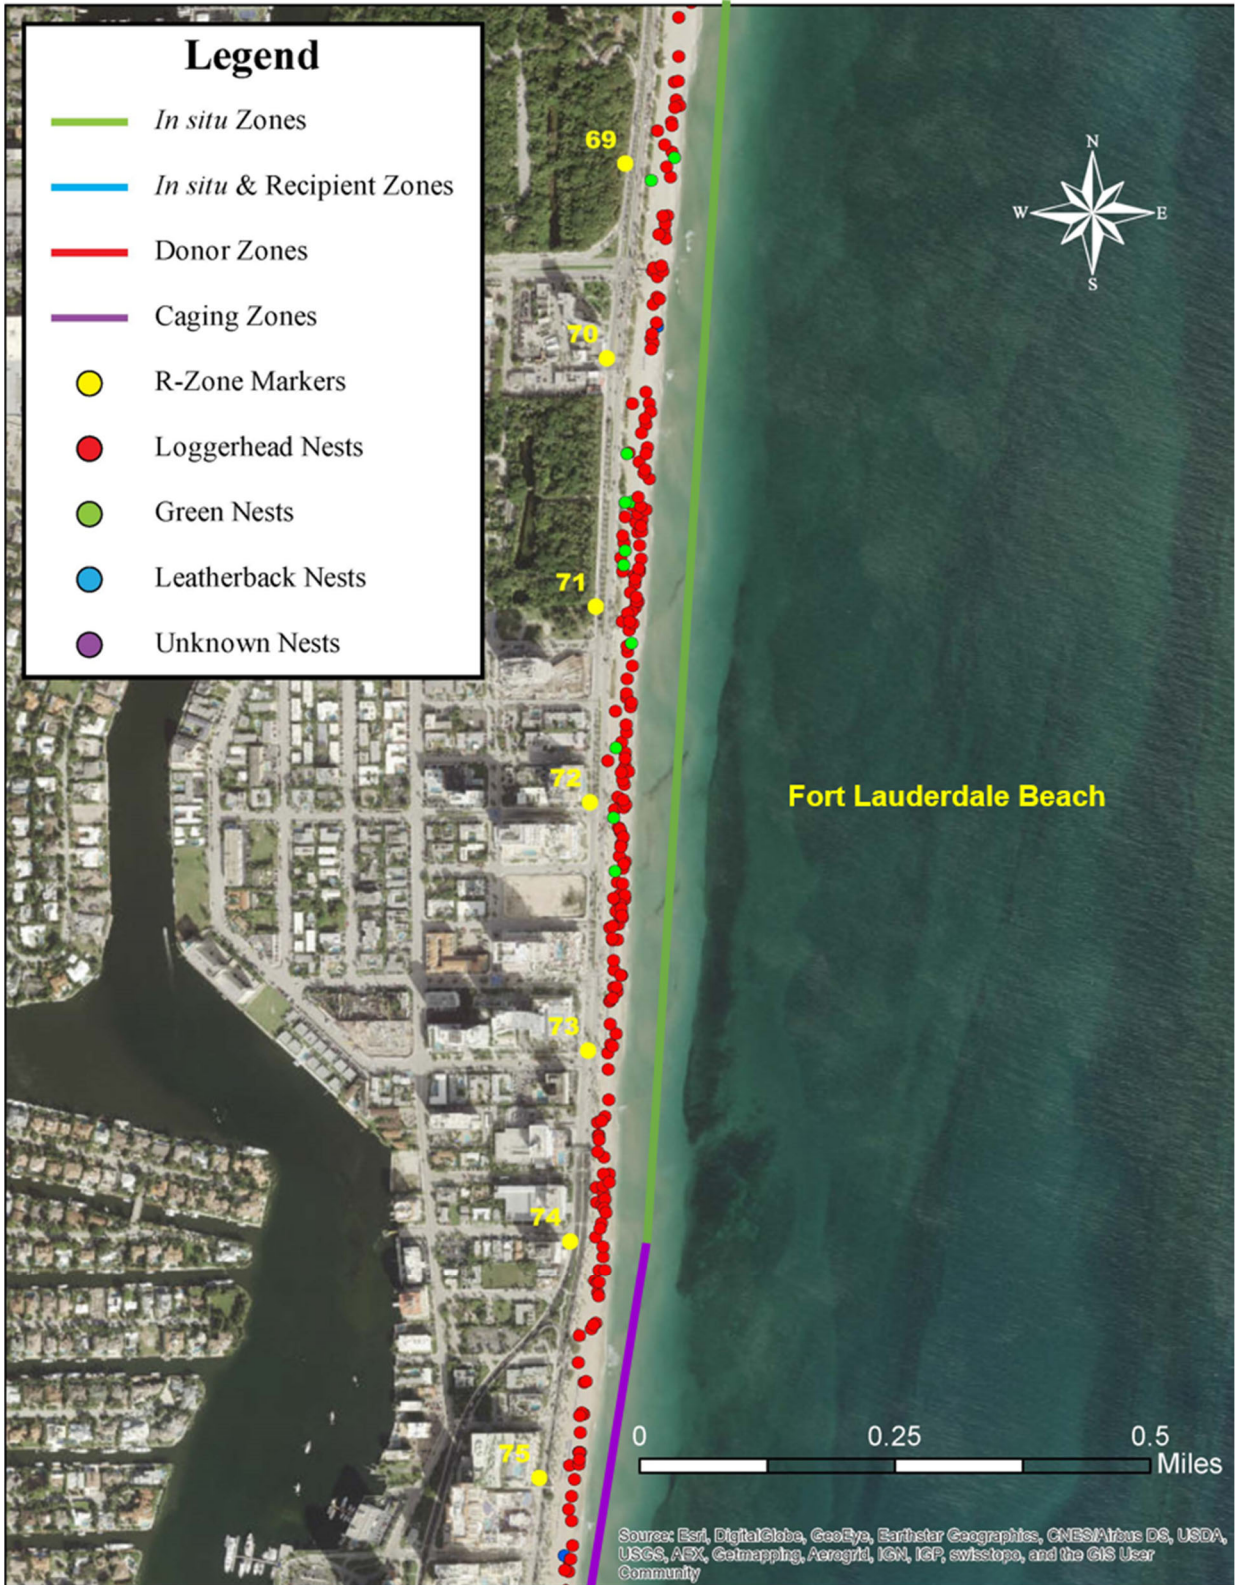 Legend
In situ Zones
In situ & Recipient Zones
Donor Zones
Caging Zones
R-Zone Markers
Loggerhead Nests
Green Nests
Leatherback Nests
Unknown Nests
69
N
W
E
S
70
71
72
Fort Lauderdale Beach
73
74
75
0
0.25
0.5
Miles
Source: Esri, DigitalGlobe, GeoEye, Earthstar Geographics, CNES/Airbus DS, USDA,
USGS, AEX, Getmapping, Aerogrid, IGN, IGP, swisstopo, and the GIS User
Community